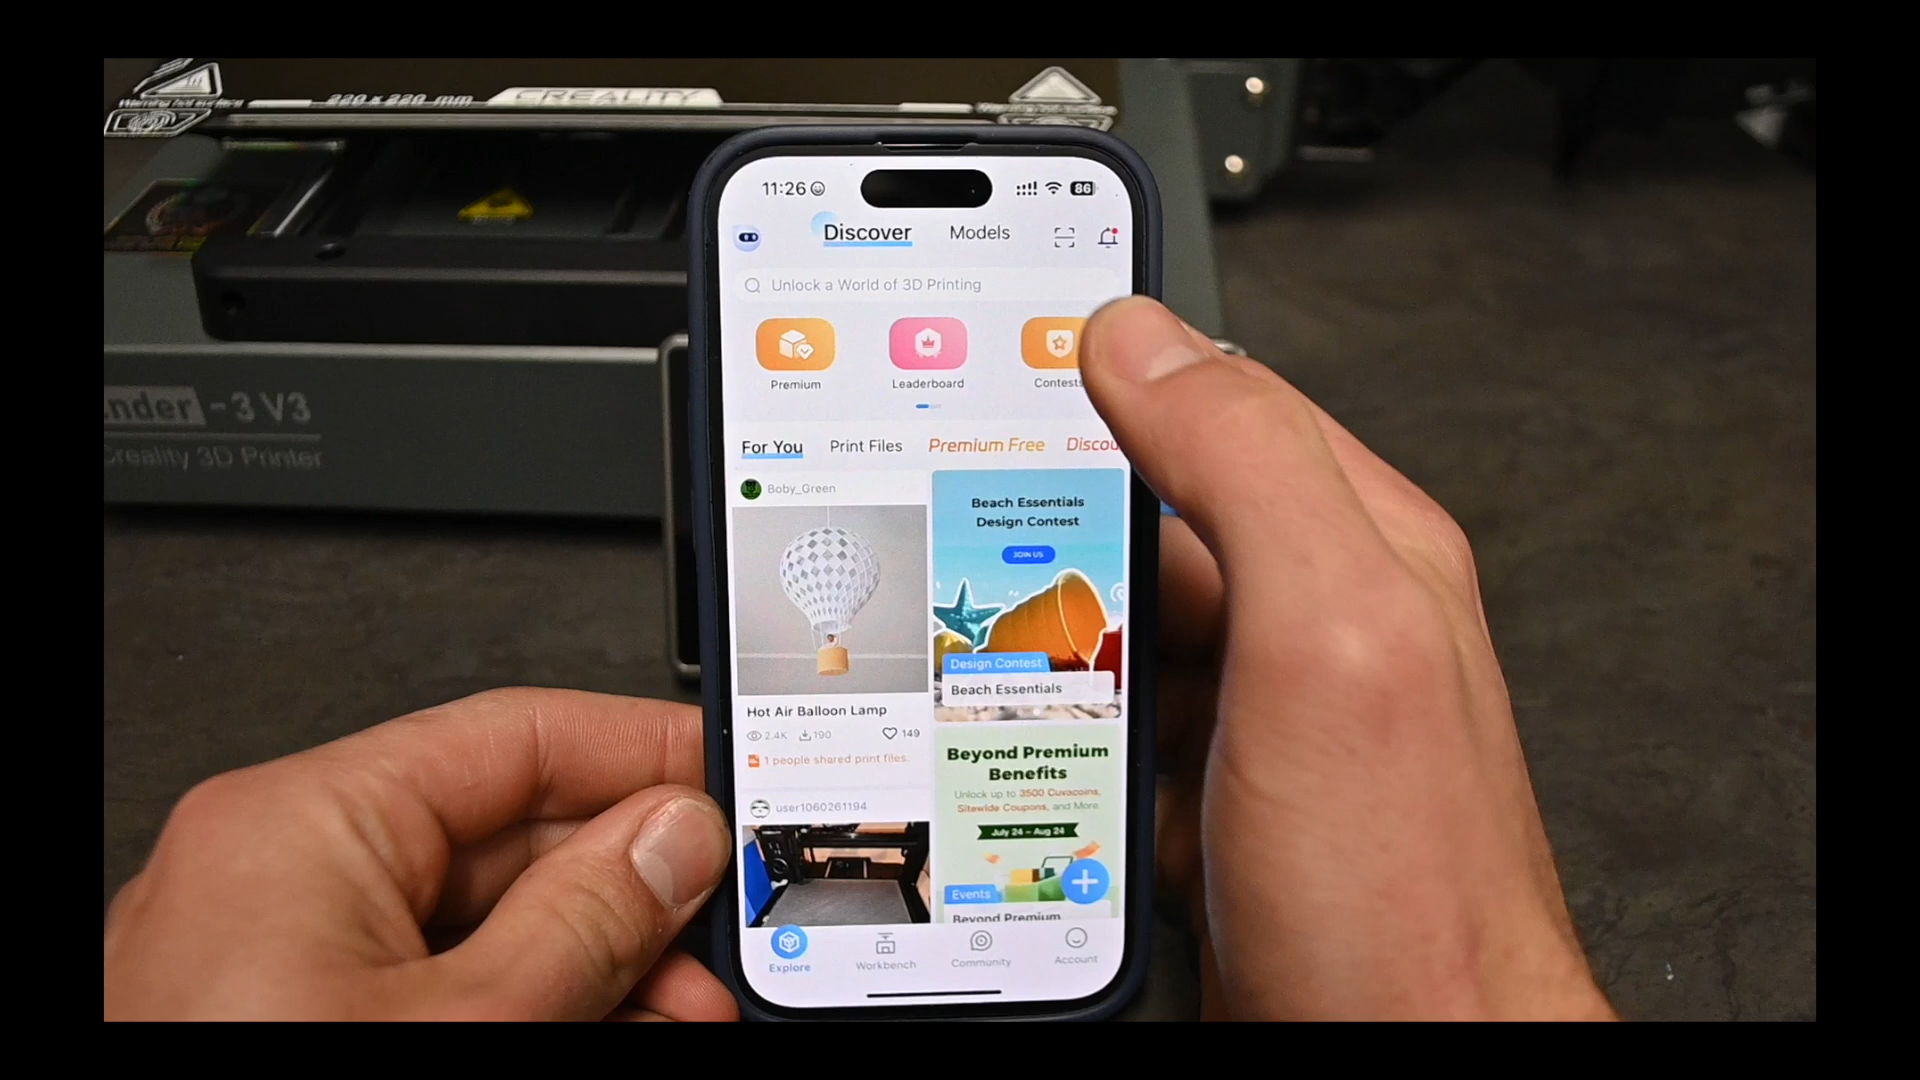 220 x 220 mm
CREALITY
11:26
86
Discover
Models
Unlock a World of 3D Printing
Premium
Leaderboard
Contests
nder-3 V3
Creality 3D Printer
For You
Print Files
Premium Free
Discou
Boby_Green
Beach Essentials
Design Contest
JOIN US
Design Contest
Beach Essentials
Hot Air Balloon Lamp
2.4K
190
149
1 people shared print files.
Beyond Premium
Benefits
Unlock up to 3500 Cuvacoins,
Sitewide Coupons, and More
July 24 – Aug 24
user1060261194
Events
Beyond Premium
Explore
Workbench
Community
Account